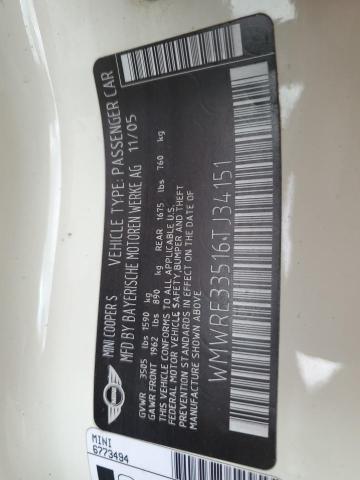 MINI COOPER S
VEHICLE TYPE: PASSENGER CAR
MFD BY BAYERISCHE MOTOREN WERKE AG 11/05
GVWR 3505 lbs 1590 kg
GAWR FRONT 1962 lbs 890 kg REAR 1675 lbs 760 kg
THIS VEHICLE CONFORMS TO ALL APPLICABLE U.S.
FEDERAL MOTOR VEHICLE SAFETY,BUMPER AND THEFT
PREVENTION STANDARDS IN EFFECT ON THE DATE OF
MANUFACTURE SHOWN ABOVE.
WMWRE33516TJ34151
MINI
6773494